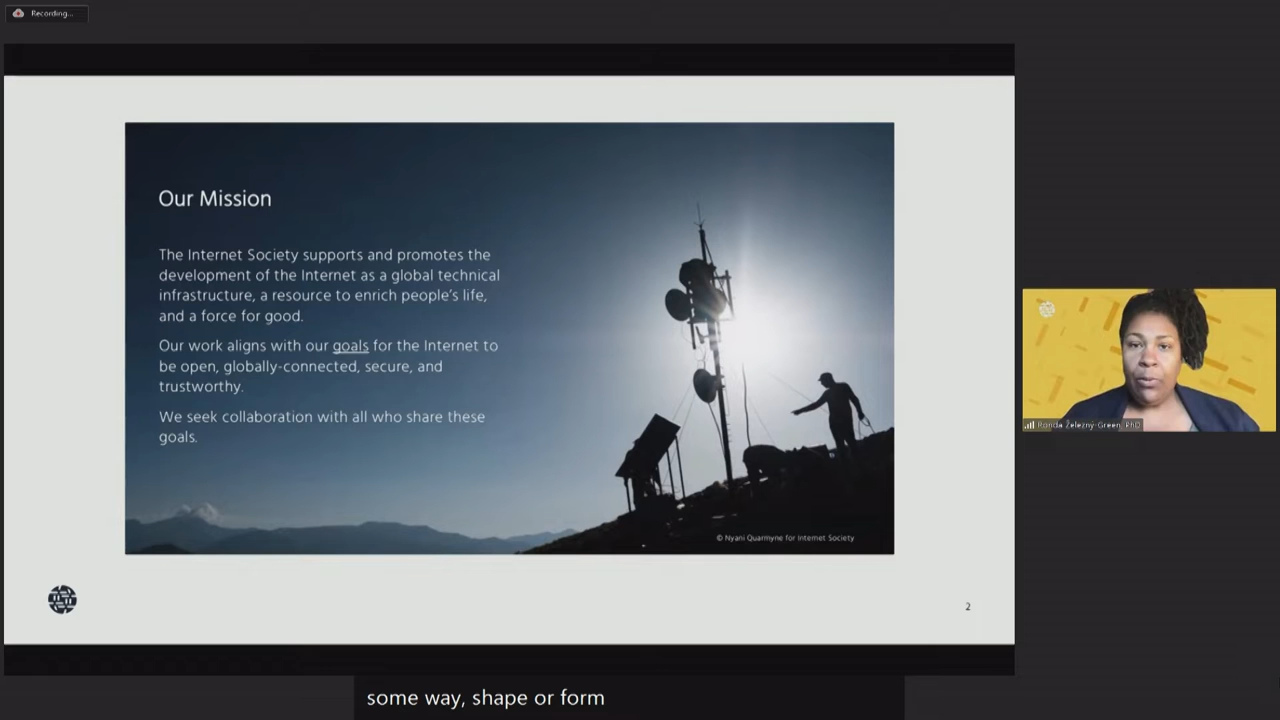 Recording...
Our Mission
The Internet Society supports and promotes the
development of the Internet as a global technical
infrastructure, a resource to enrich people's life,
and a force for good.
Our work aligns with our goals for the Internet to
be open, globally-connected, secure, and
trustworthy.
We seek collaboration with all who share these
goals.
© Nyani Quarmyne for Internet Society
2
Ronda Železný-Green, PhD
some way, shape or form